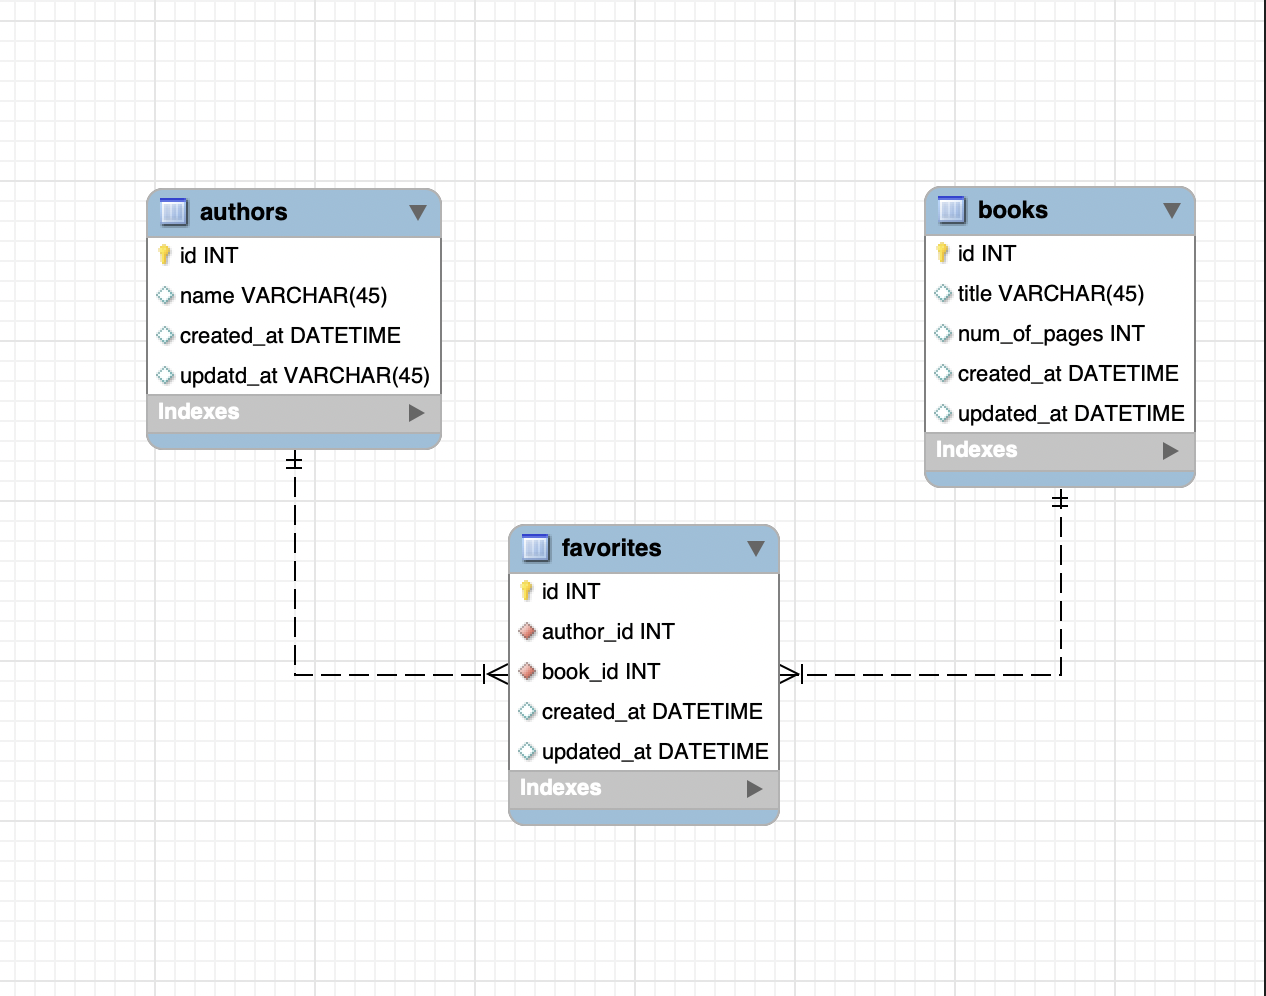 authors
id INT
name VARCHAR(45)
created_at DATETIME
updatd_at VARCHAR(45)
Indexes
books
id INT
title VARCHAR(45)
num_of_pages INT
created_at DATETIME
updated_at DATETIME
Indexes
favorites
id INT
author_id INT
book_id INT
created_at DATETIME
updated_at DATETIME
Indexes